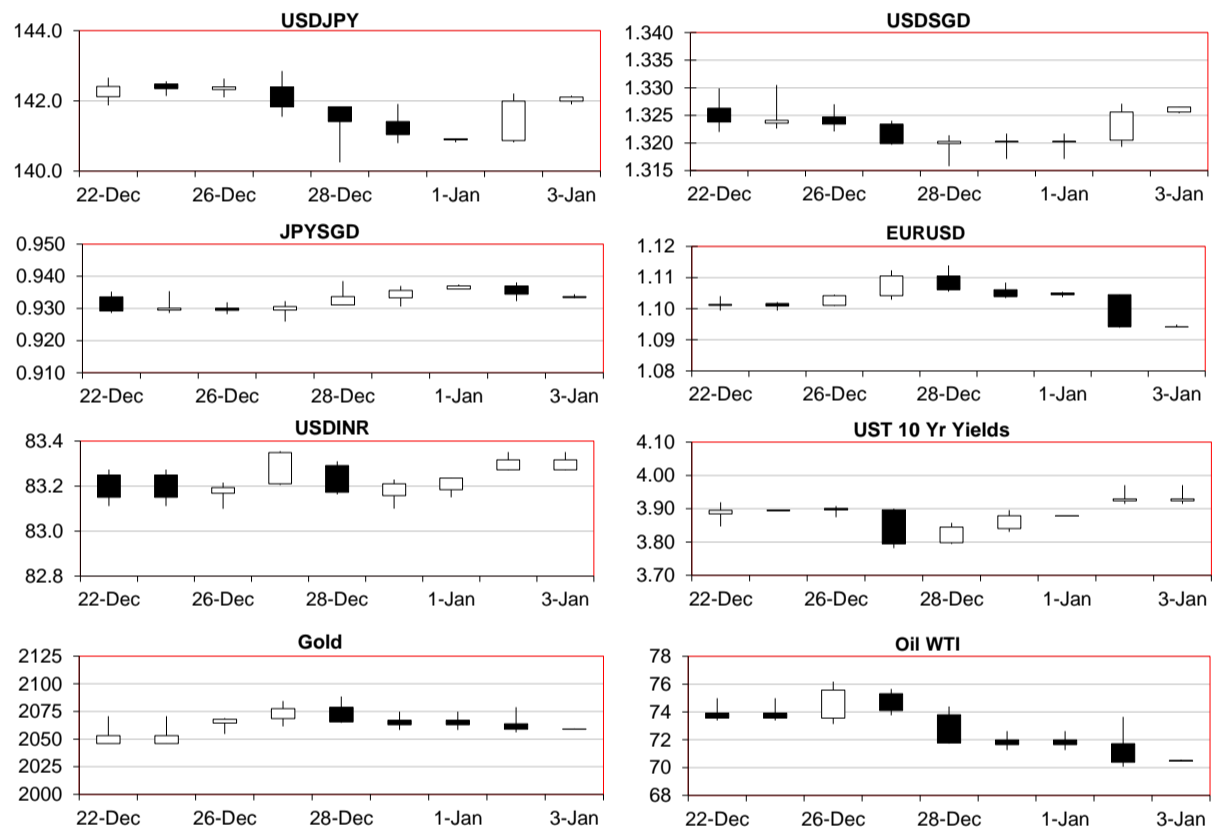 USDJPY
144.0
142.0
140.0
22-Dec 26-Dec 28-Dec 1-Jan 3-Jan
USDSGD
1.340
1.335
1.330
1.325
1.320
1.315
22-Dec 26-Dec 28-Dec 1-Jan 3-Jan
JPYSGD
0.950
0.940
0.930
0.920
0.910
22-Dec 26-Dec 28-Dec 1-Jan 3-Jan
EURUSD
1.12
1.11
1.10
1.09
1.08
22-Dec 26-Dec 28-Dec 1-Jan 3-Jan
USDINR
83.4
83.2
83.0
82.8
22-Dec 26-Dec 28-Dec 1-Jan 3-Jan
UST 10 Yr Yields
4.10
4.00
3.90
3.80
3.70
22-Dec 26-Dec 28-Dec 1-Jan 3-Jan
Gold
2125
2100
2075
2050
2025
2000
22-Dec 26-Dec 28-Dec 1-Jan 3-Jan
Oil WTI
78
76
74
72
70
68
22-Dec 26-Dec 28-Dec 1-Jan 3-Jan